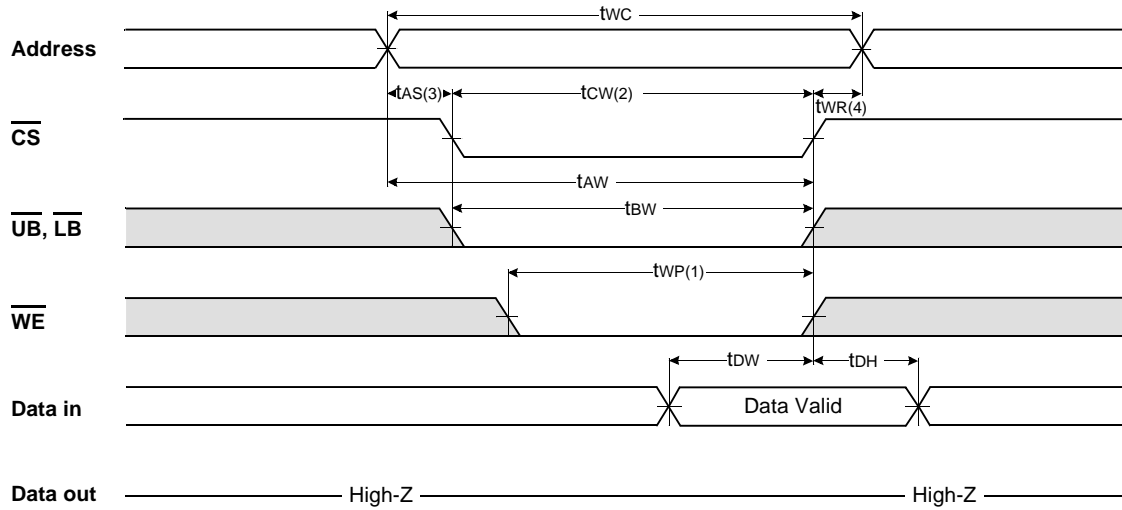 tWC
Address
tAS(3) tCW(2) tWR(4)
CS
tAW
UB, LB
tBW
WE
tWP(1)
tDW tDH
Data in Data Valid
Data out High-Z High-Z